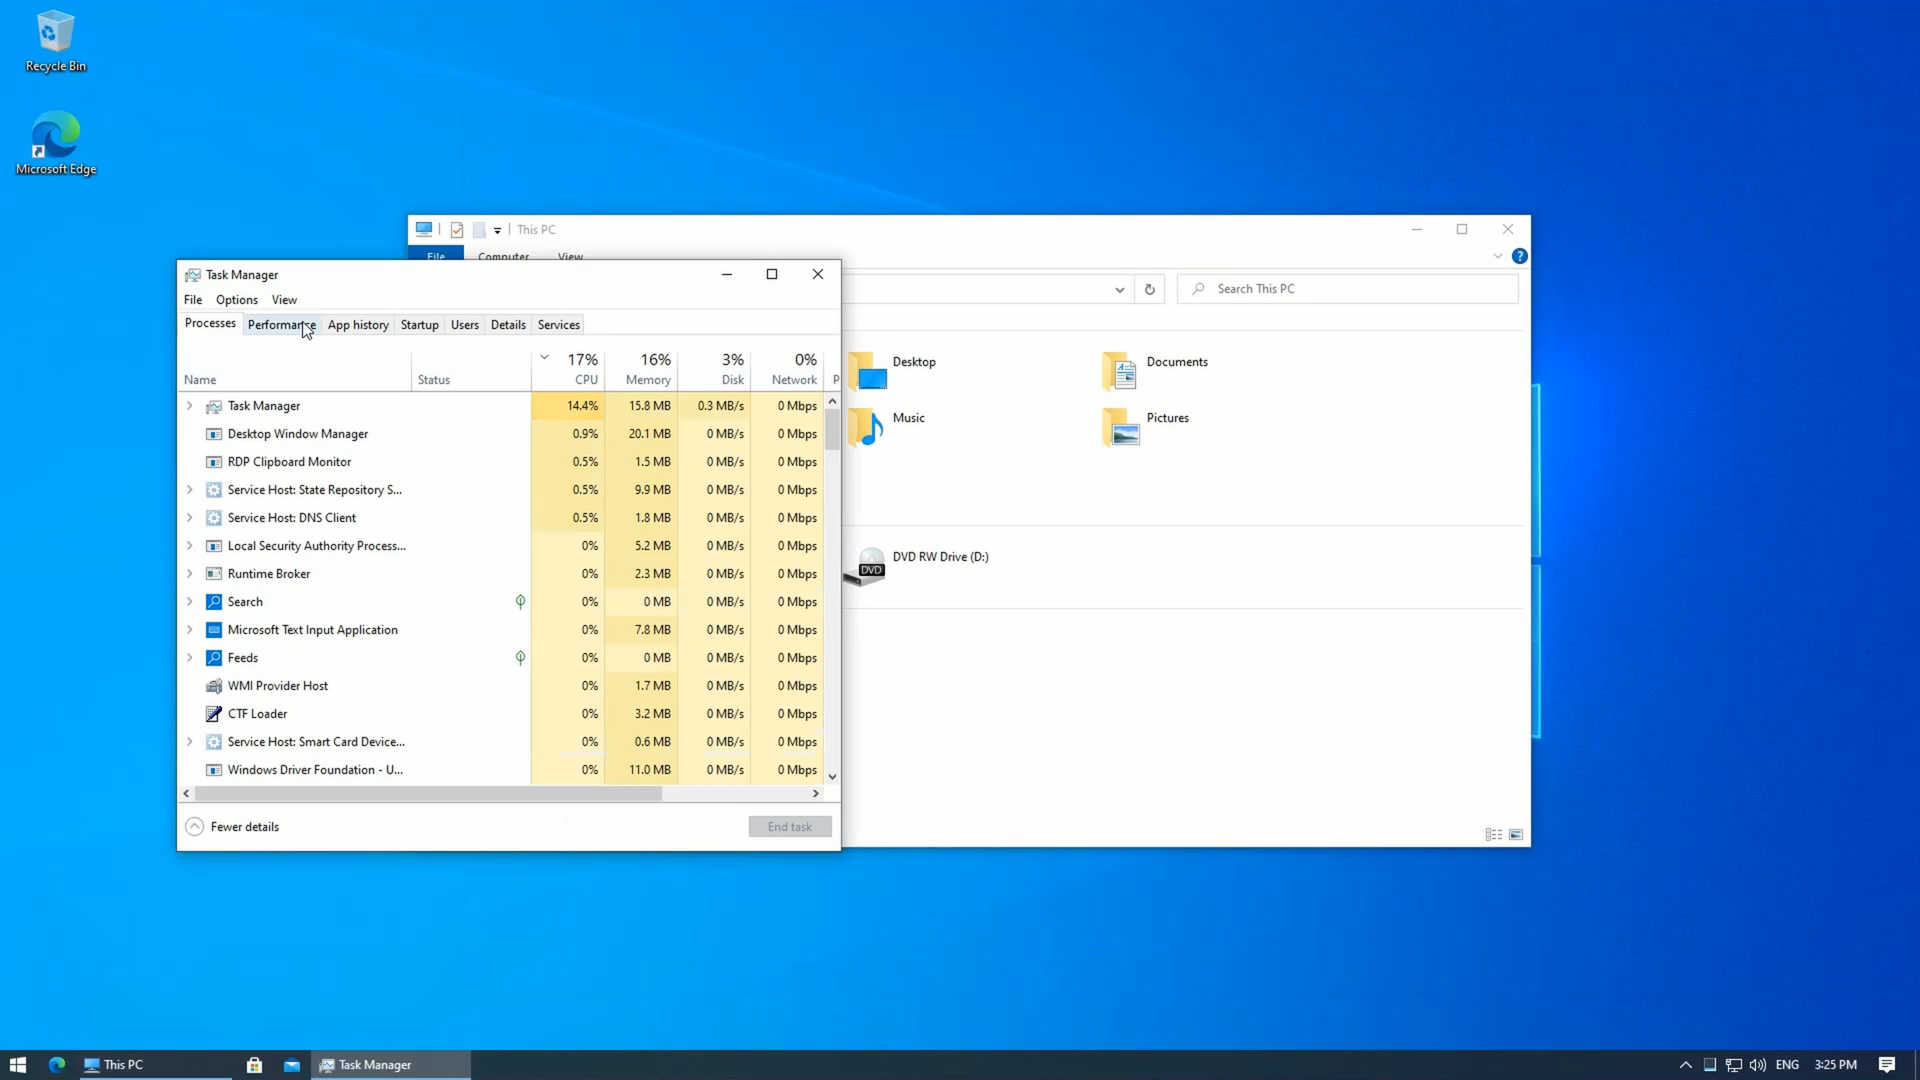 Recycle Bin
Microsoft Edge
This PC
File Computer View
Search This PC
Task Manager
File Options View
Processes Performance App history Startup Users Details Services
17% 16% 3% 0%
Name Status CPU Memory Disk Network P
Task Manager 14.4% 15.8 MB 0.3 MB/s 0 Mbps
Desktop Window Manager 0.9% 20.1 MB 0 MB/s 0 Mbps
RDP Clipboard Monitor 0.5% 1.5 MB 0 MB/s 0 Mbps
Service Host: State Repository S... 0.5% 9.9 MB 0 MB/s 0 Mbps
Service Host: DNS Client 0.5% 1.8 MB 0 MB/s 0 Mbps
Local Security Authority Process... 0% 5.2 MB 0 MB/s 0 Mbps
Runtime Broker 0% 2.3 MB 0 MB/s 0 Mbps
Search 0% 0 MB 0 MB/s 0 Mbps
Microsoft Text Input Application 0% 7.8 MB 0 MB/s 0 Mbps
Feeds 0% 0 MB 0 MB/s 0 Mbps
WMI Provider Host 0% 1.7 MB 0 MB/s 0 Mbps
CTF Loader 0% 3.2 MB 0 MB/s 0 Mbps
Service Host: Smart Card Device... 0% 0.6 MB 0 MB/s 0 Mbps
Windows Driver Foundation - U... 0% 11.0 MB 0 MB/s 0 Mbps
Fewer details End task
Desktop Documents
Music Pictures
DVD
DVD RW Drive (D:)
This PC
Task Manager
ENG 3:25 PM